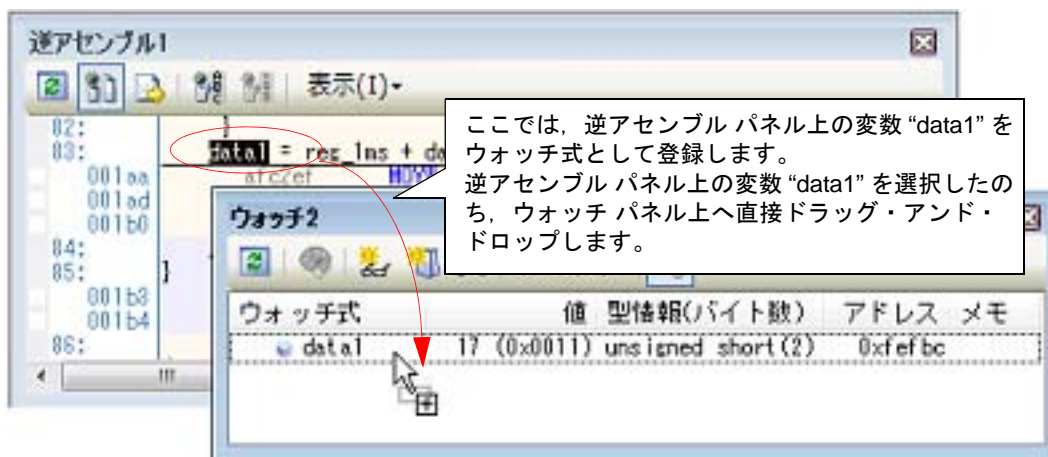 逆アセンブル1
表示(I)
82: }
83: data1 = reg_1ms + da
001aa afc2ef MOVW
001ad
001b0
84:
85: }
001b3
001b4
86:
ここでは，逆アセンブル パネル上の変数 “data1” を
ウォッチ式として登録します。
逆アセンブル パネル上の変数 “data1” を選択したの
ち，ウォッチ パネル上へ直接ドラッグ・アンド・
ドロップします。
ウォッチ2
ウォッチ式 値 型情報(バイト数) アドレス メモ
data1 17 (0x0011) unsigned short(2) 0xfefbc